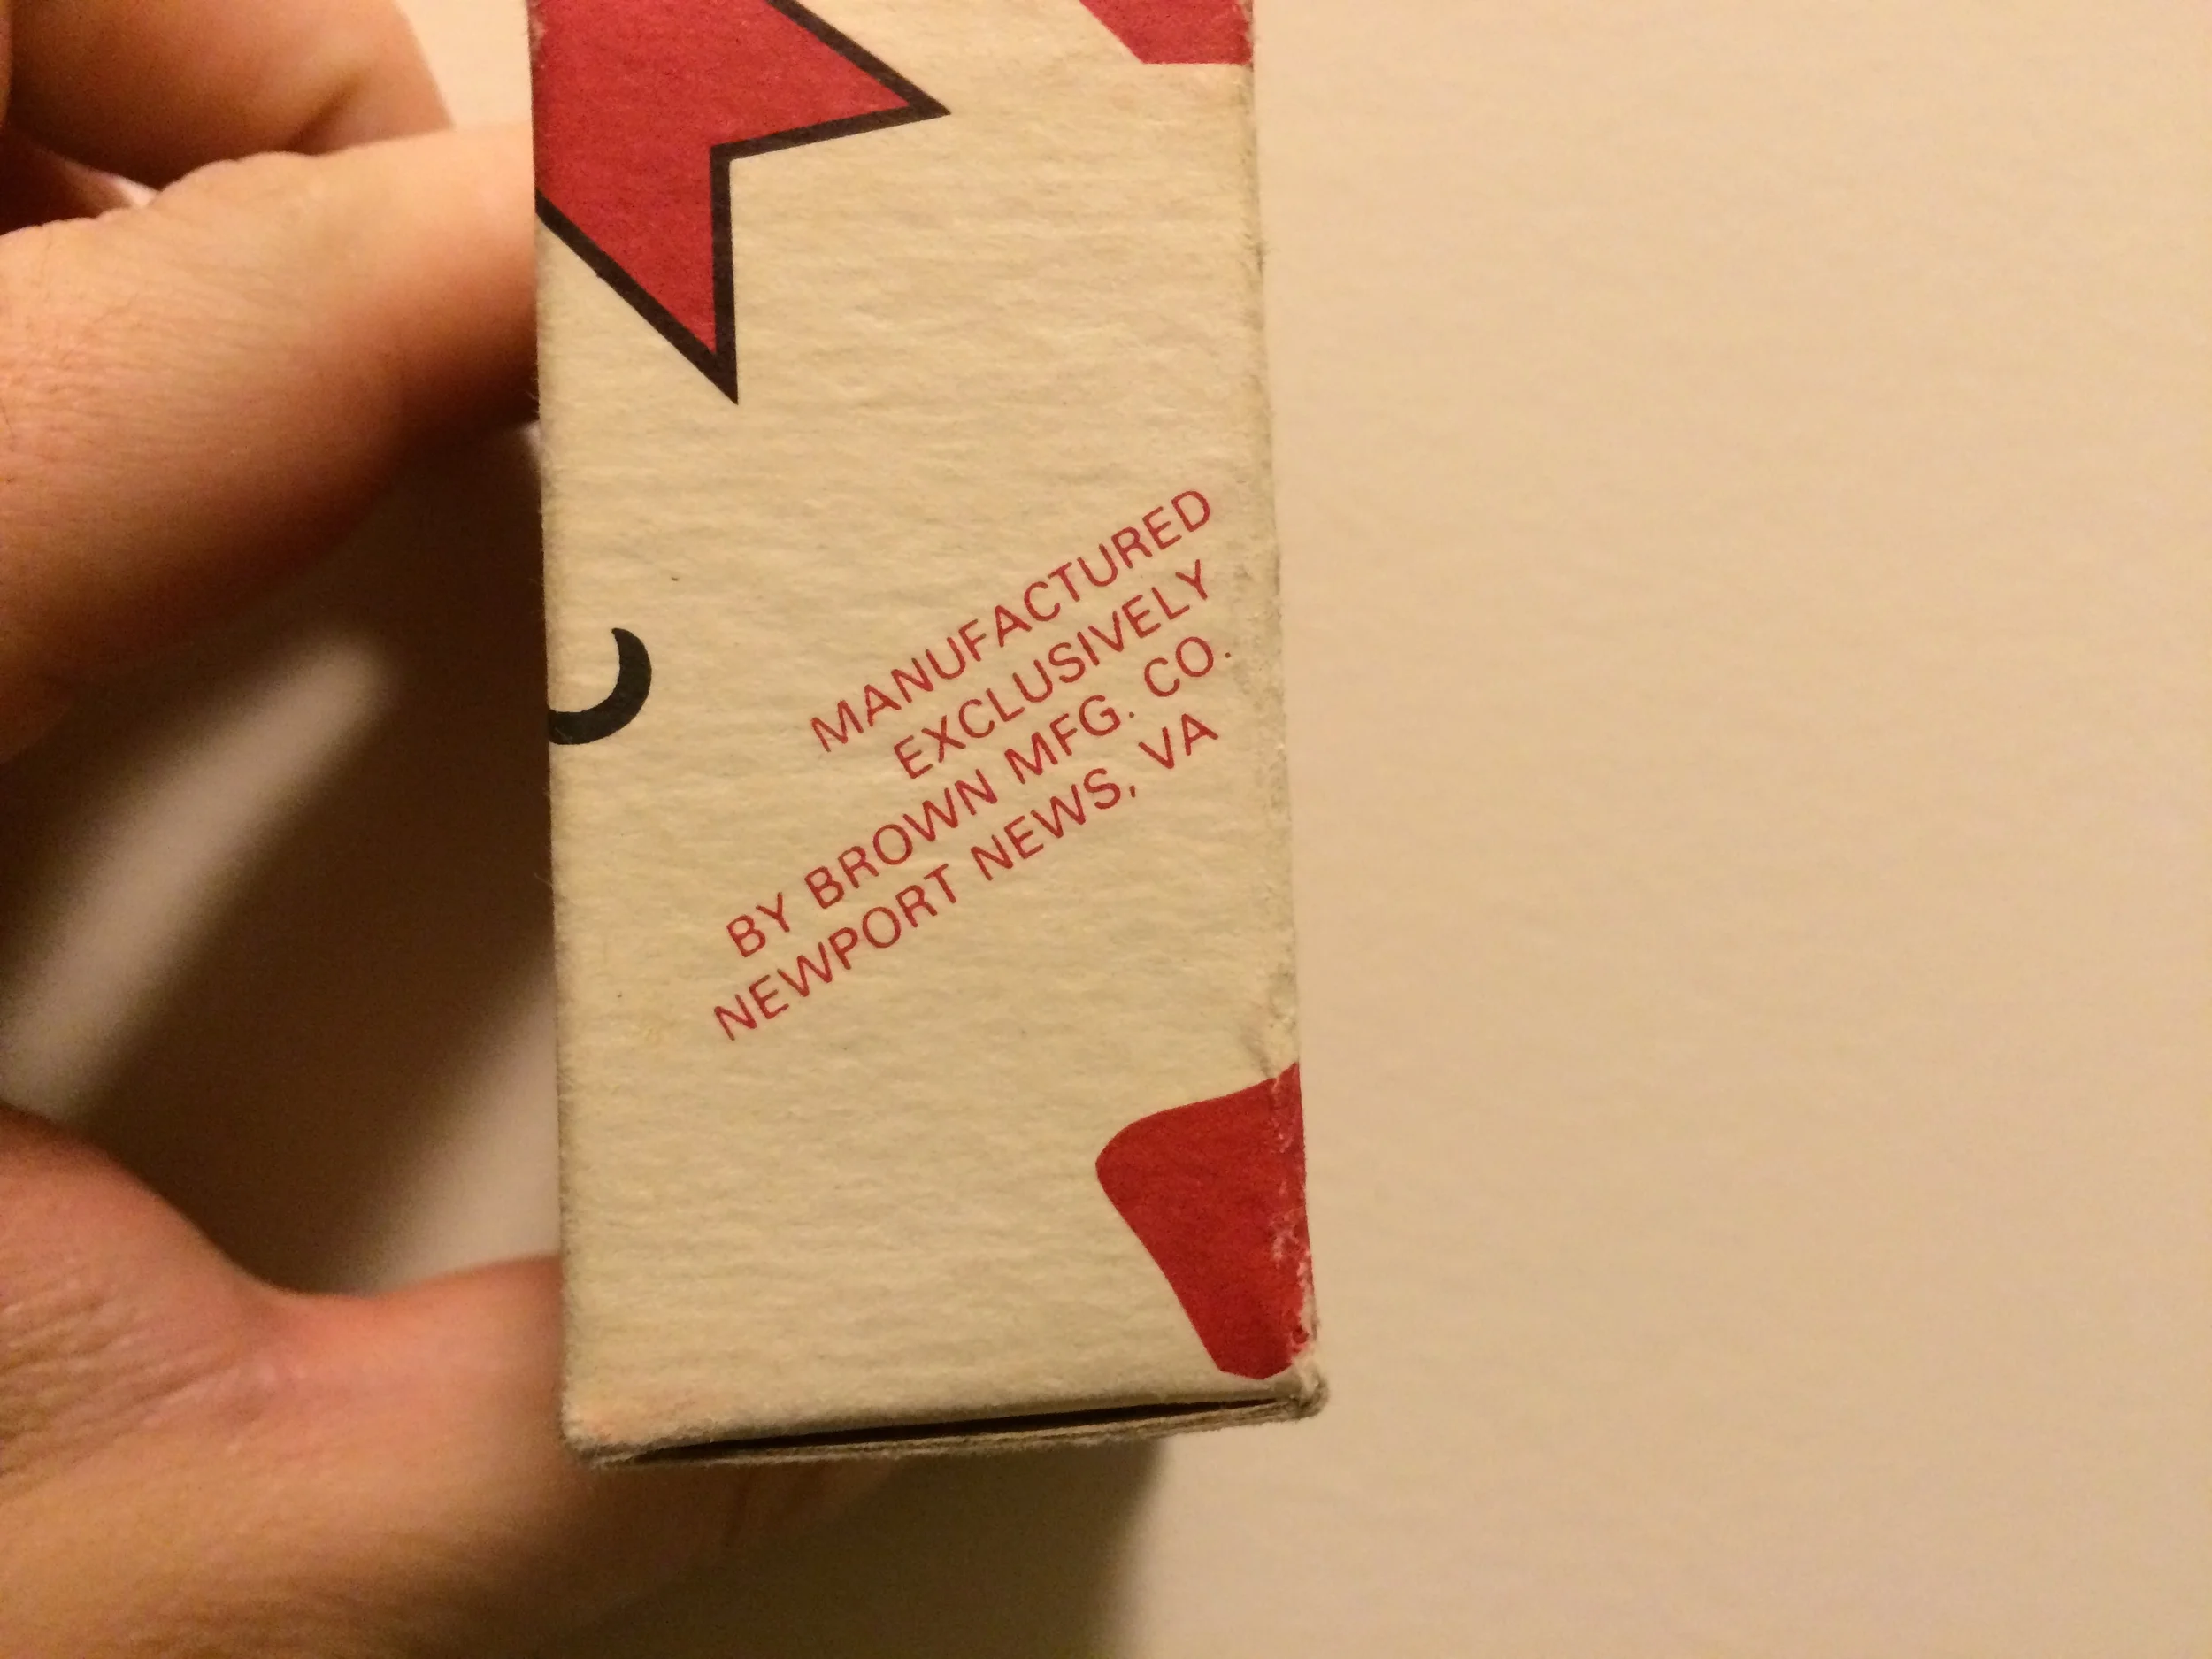 MANUFACTURED
EXCLUSIVELY
BY BROWN MFG. CO.
NEWPORT NEWS, VA